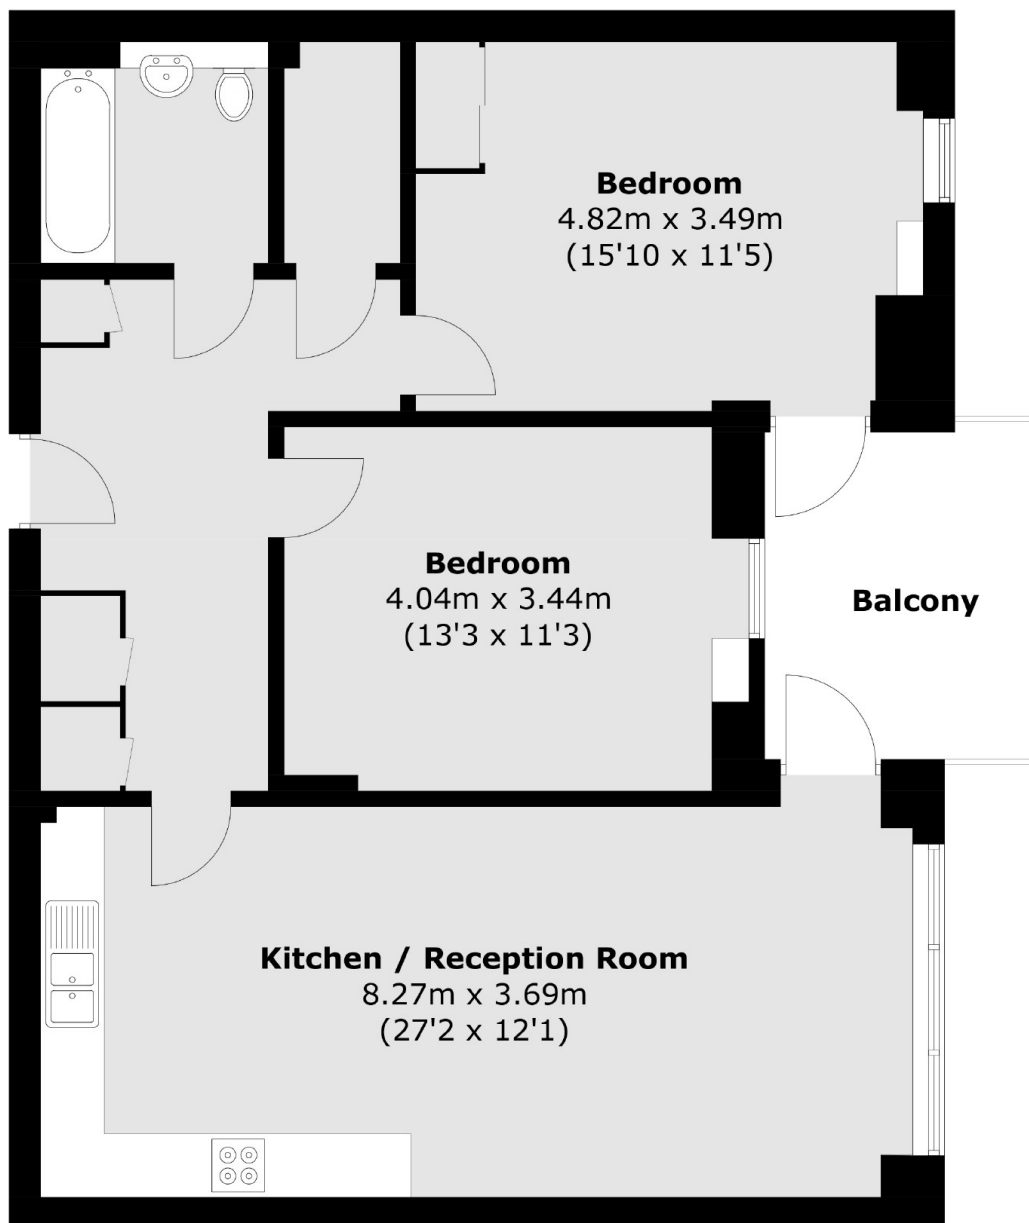 Bedroom
4.82m x 3.49m
(15'10 x 11'5)
Bedroom
4.04m x 3.44m
(13'3 x 11'3)
Balcony
Kitchen / Reception Room
8.27m x 3.69m
(27'2 x 12'1)